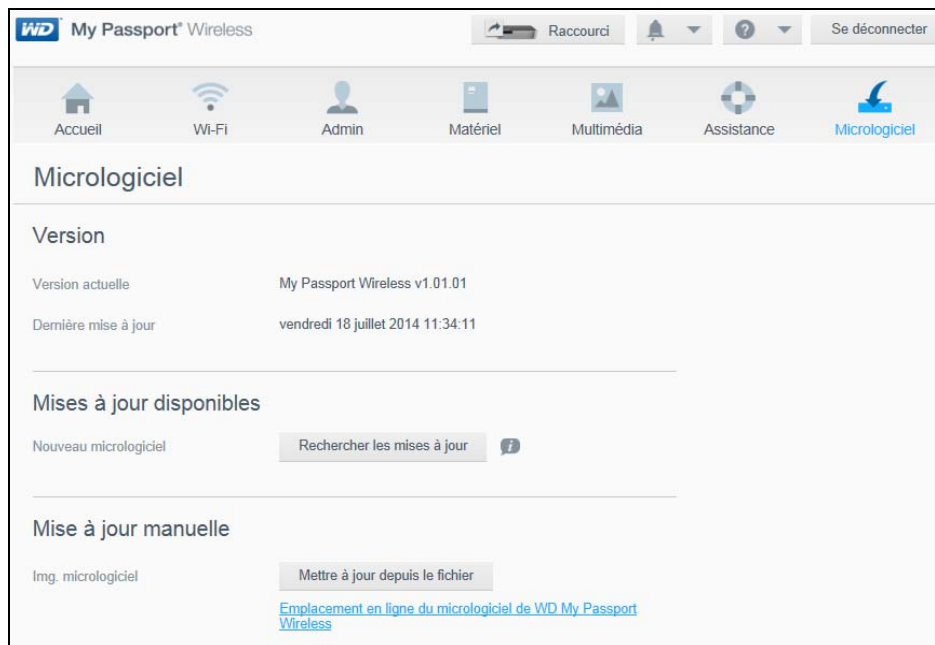 WD My Passport® Wireless
Raccourci
Se déconnecter
Accueil
Wi-Fi
Admin
Matériel
Multimédia
Assistance
Micrologiciel
Micrologiciel
Version
Version actuelle
My Passport Wireless v1.01.01
Dernière mise à jour
vendredi 18 juillet 2014 11:34:11
Mises à jour disponibles
Nouveau micrologiciel
Rechercher les mises à jour
Mise à jour manuelle
Img. micrologiciel
Mettre à jour depuis le fichier
Emplacement en ligne du micrologiciel de WD My Passport
Wireless